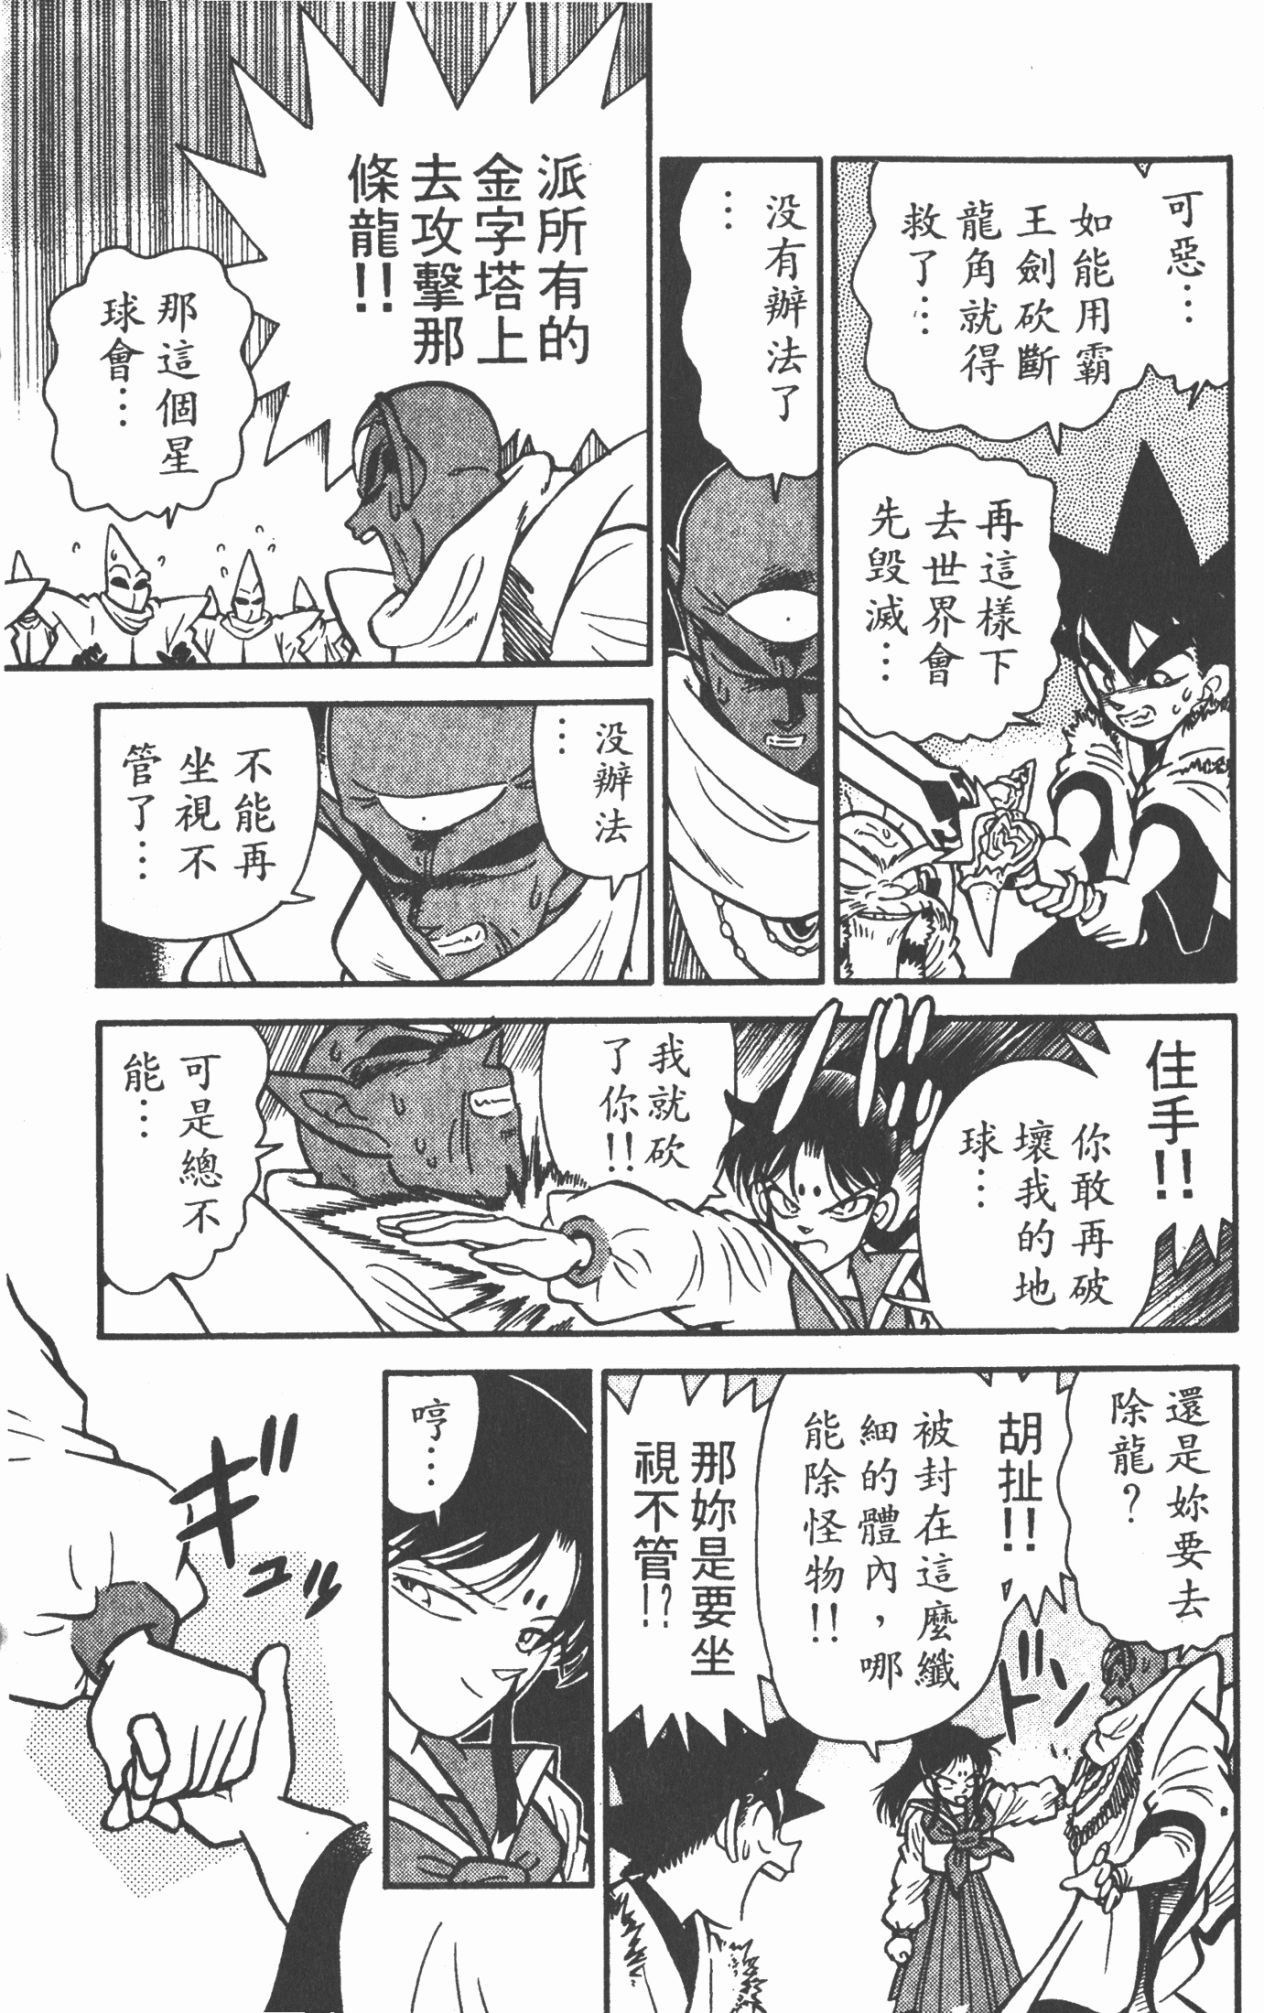 可惡…
如能用霸
王劍砍斷
龍角就得
救了…
再這樣下
去世界會
先毀滅…
没有辦法了
…
派所有的
金字塔上
去攻擊那
條龍!!
那這個星
球會…
没辦法
…
不能再
坐視不
管了…
住手!!
你敢再破
壞我的地
球…
我就砍
了你!!
可是總不
能…
還是妳要去
除龍?
胡扯!!
被封在這麼纖
細的體內，哪
能除怪物!!
那妳是要坐
視不管!?
ドン
哼…
ギュッ